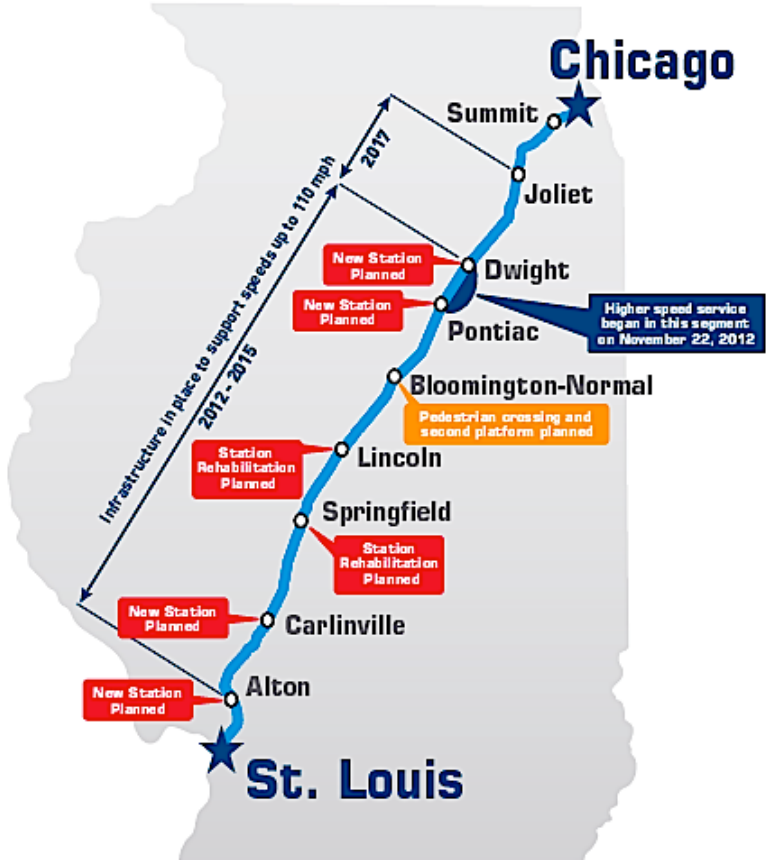 Chicago
Summit
2017
Joliet
Infrastructure in place to support speeds up to 110 mph
2012 - 2015
New Station
Planned
Dwight
New Station
Planned
Pontiac
Higher speed service
began in this segment
on November 22, 2012
Bloomington-Normal
Pedestrian crossing and
second platform planned
Station
Rehabilitation
Planned
Lincoln
Springfield
Station
Rehabilitation
Planned
New Station
Planned
Carlinville
Alton
New Station
Planned
St. Louis